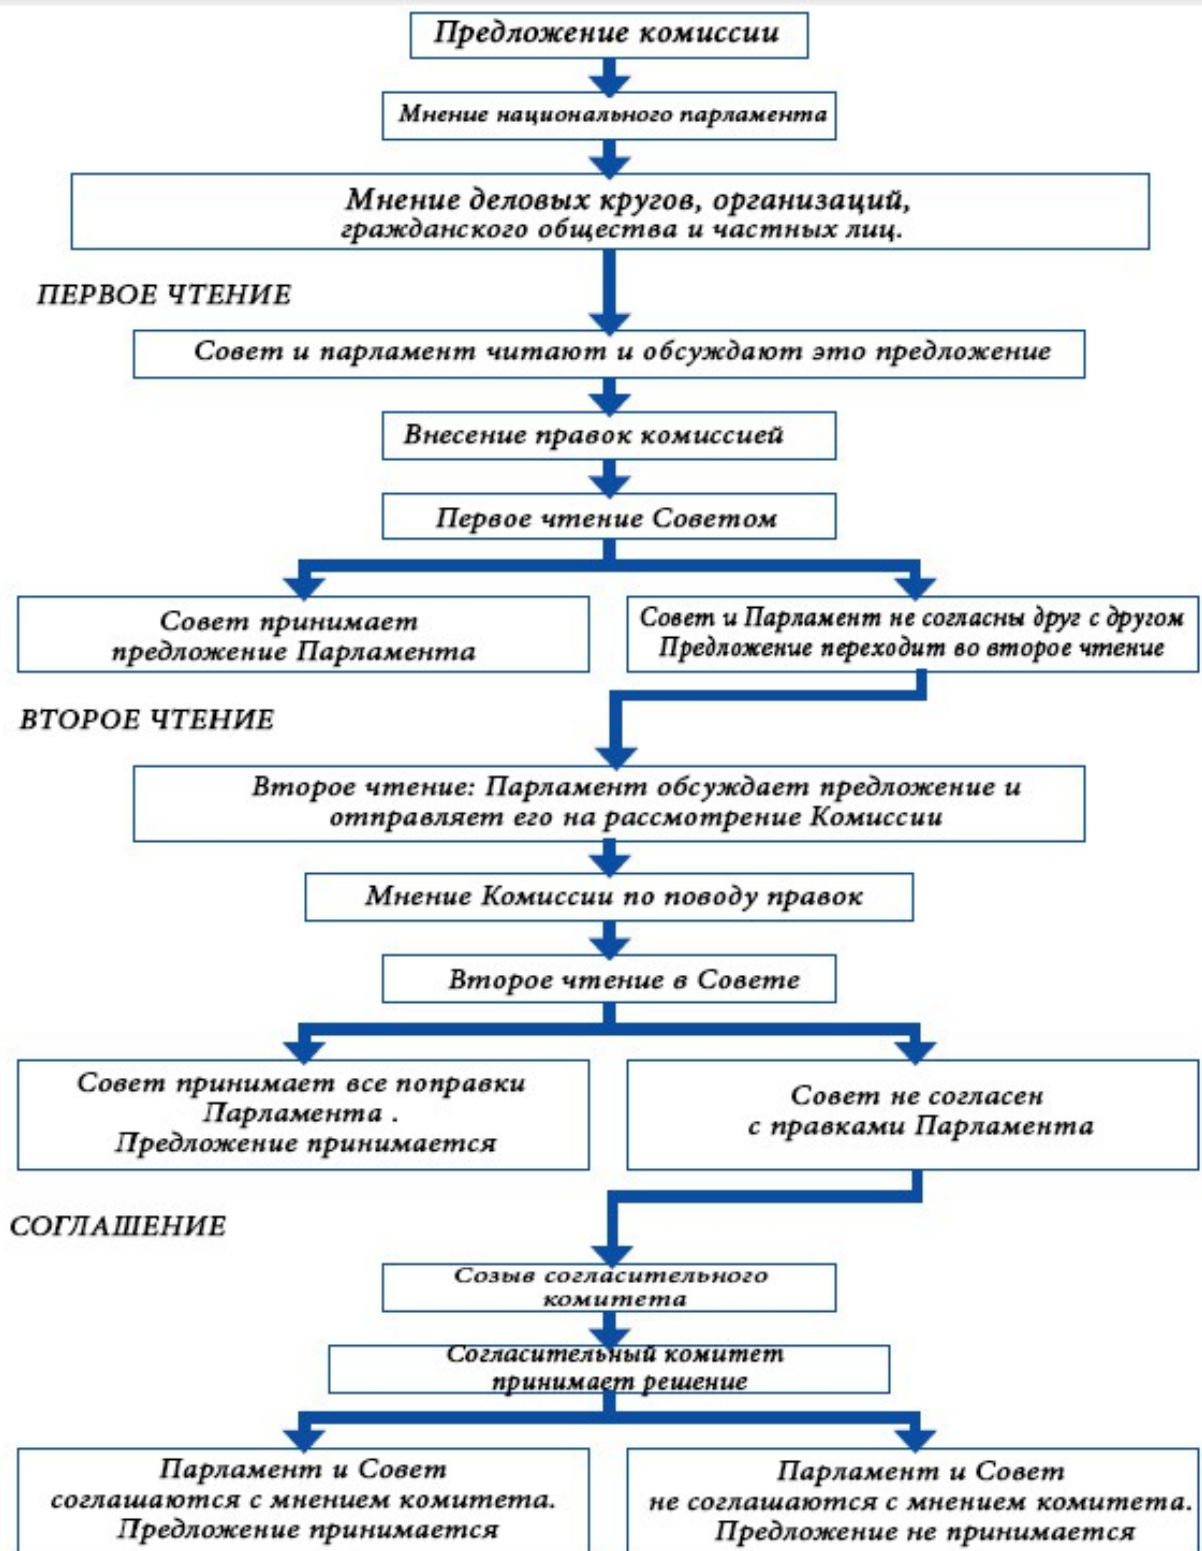 Предложение комиссии
Мнение национального парламента
Мнение деловых кругов, организаций,
гражданского общества и частных лиц.
ПЕРВОЕ ЧТЕНИЕ
Совет и парламент читают и обсуждают это предложение
Внесение правок комиссией
Первое чтение Советом
Совет принимает
предложение Парламента
Совет и Парламент не согласны друг с другом
Предложение переходит во второе чтение
ВТОРОЕ ЧТЕНИЕ
Второе чтение: Парламент обсуждает предложение и
отправляет его на рассмотрение Комиссии
Мнение Комиссии по поводу правок
Второе чтение в Совете
Совет принимает все поправки
Парламента .
Предложение принимается
Совет не согласен
с правками Парламента
СОГЛАШЕНИЕ
Созыв согласительного
комитета
Согласительный комитет
принимает решение
Парламент и Совет
соглашаются с мнением комитета.
Предложение принимается
Парламент и Совет
не соглашаются с мнением комитета.
Предложение не принимается